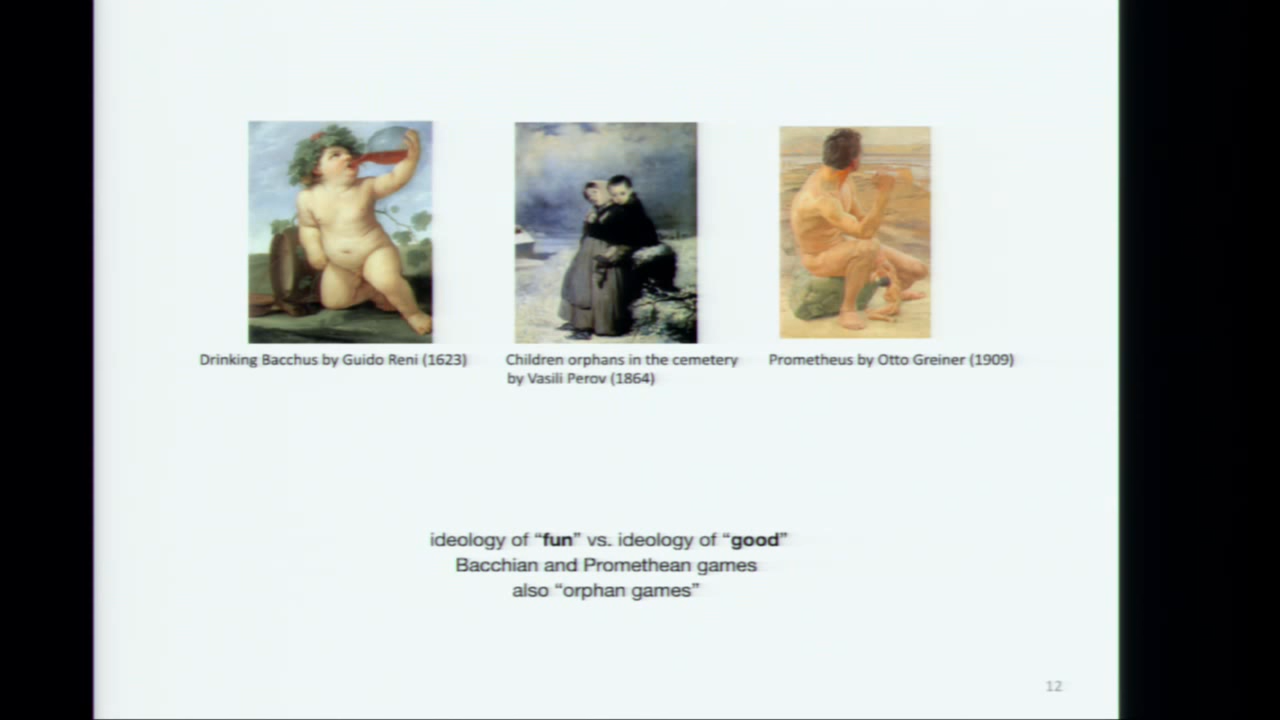 Drinking Bacchus by Guido Reni (1623)
Children orphans in the cemetery
by Vasili Perov (1864)
Prometheus by Otto Greiner (1909)
ideology of “fun” vs. ideology of “good”
Bacchian and Promethean games
also “orphan games”
12